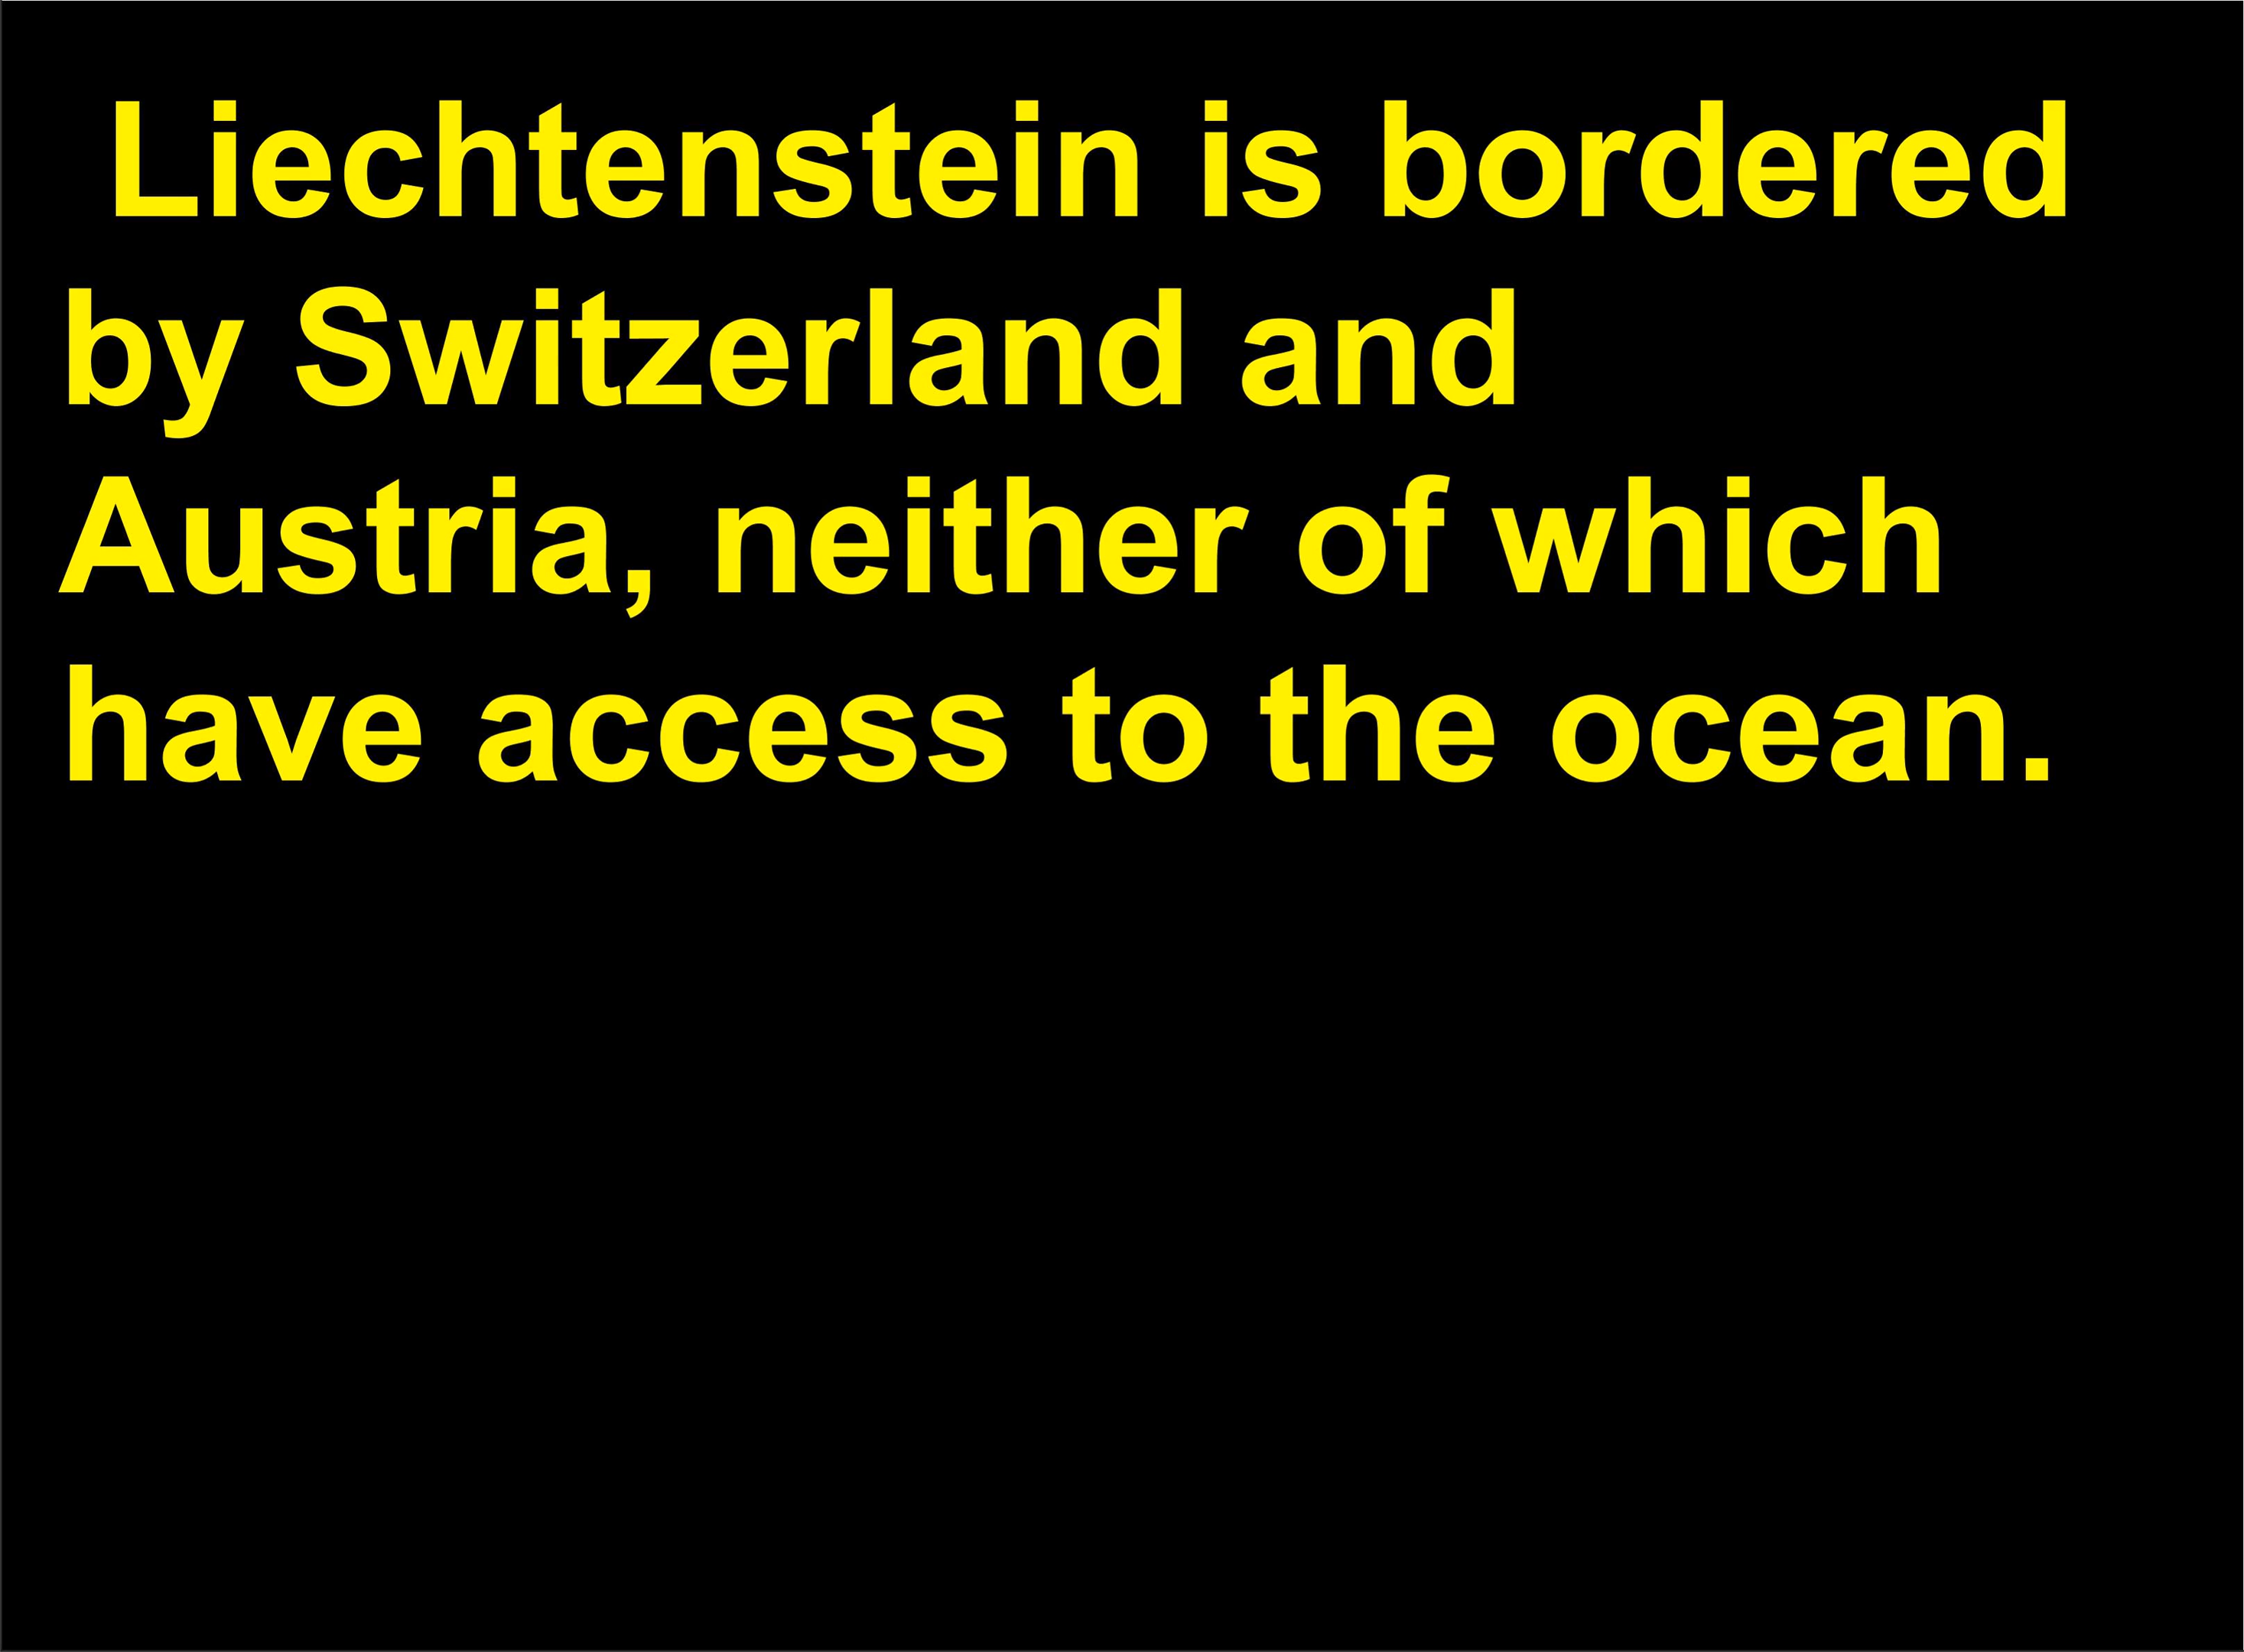 Liechtenstein is bordered
by Switzerland and
Austria, neither of which
have access to the ocean.